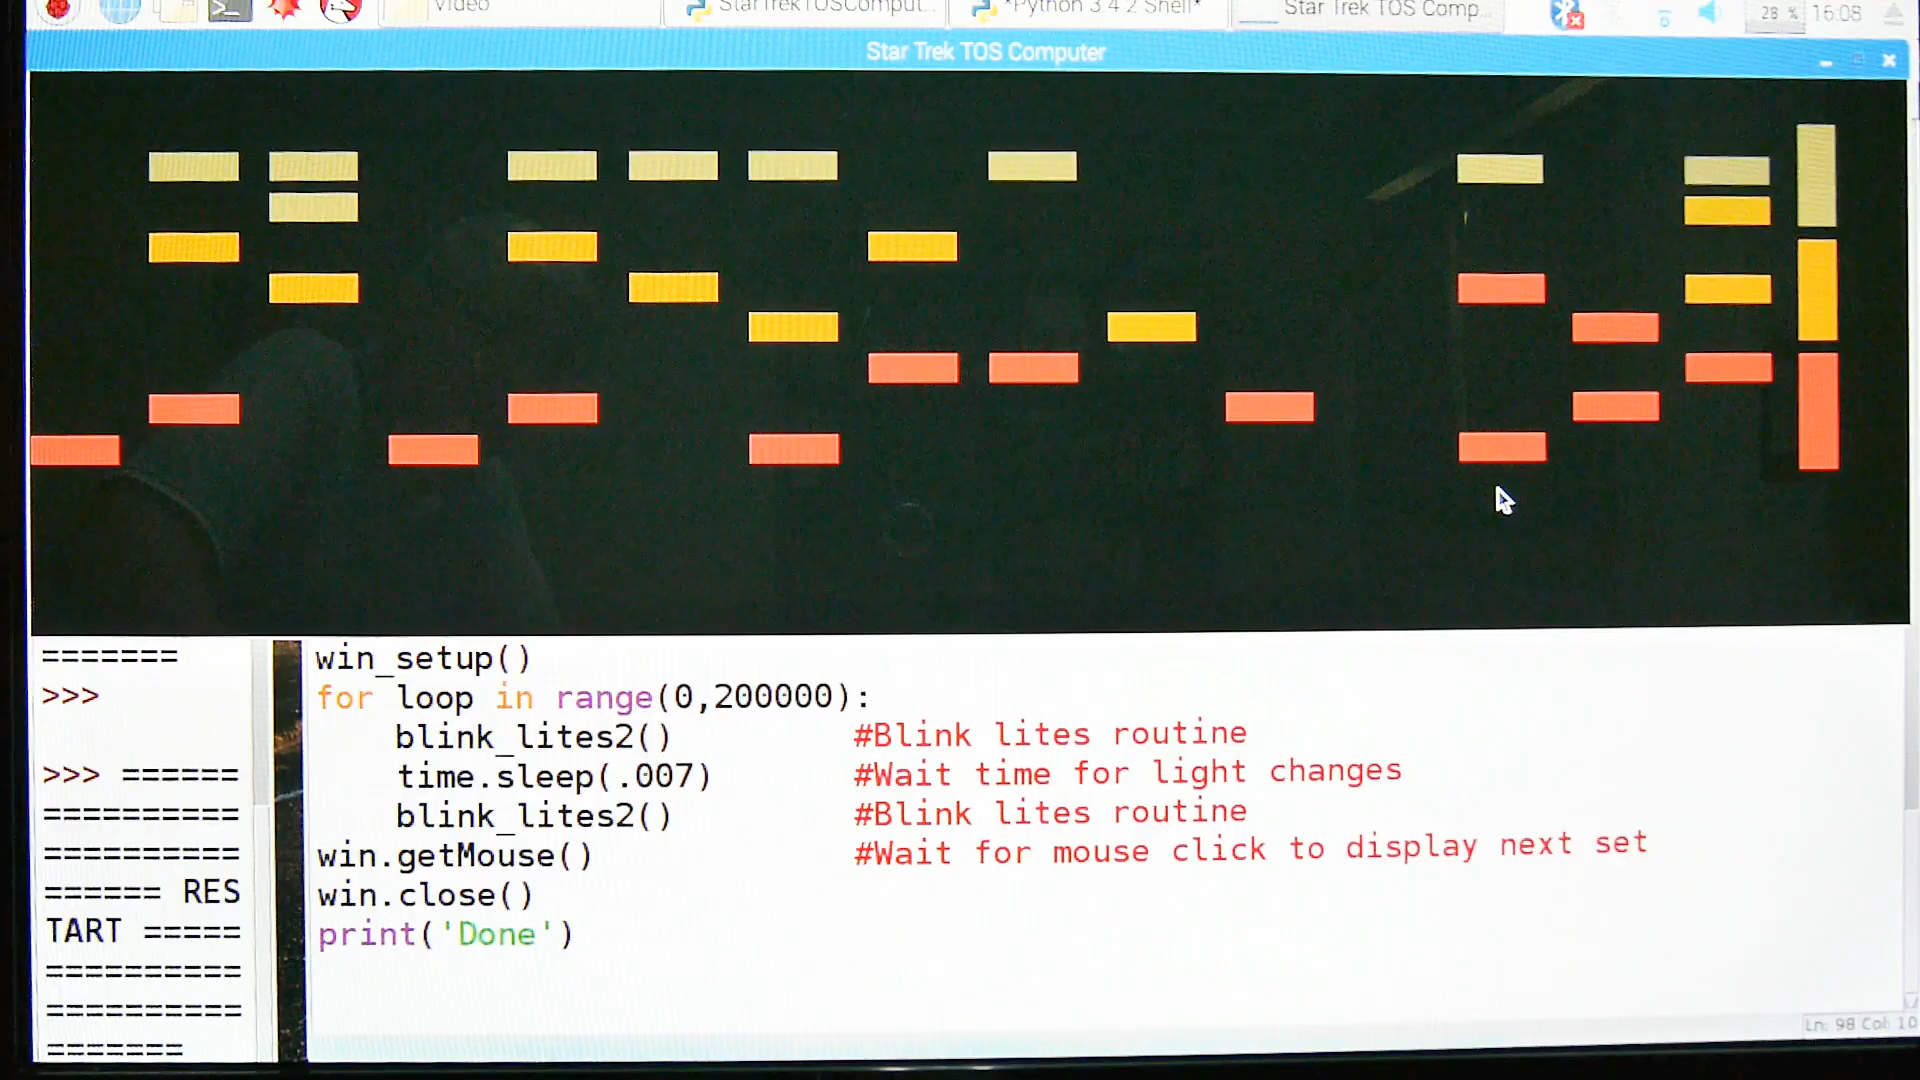 Video
StarTrekTOSComput...
*Python 3.4.2 Shell*
Star Trek TOS Comp...
28 %
16:08
Star Trek TOS Computer
=======
>>>
>>> ======
==========
==========
====== RES
TART =====
==========
==========
=======
win_setup()
for loop in range(0,200000):
blink_lites2() #Blink lites routine
time.sleep(.007) #Wait time for light changes
blink_lites2() #Blink lites routine
win.getMouse() #Wait for mouse click to display next set
win.close()
print('Done')
Ln: 98 Col: 10